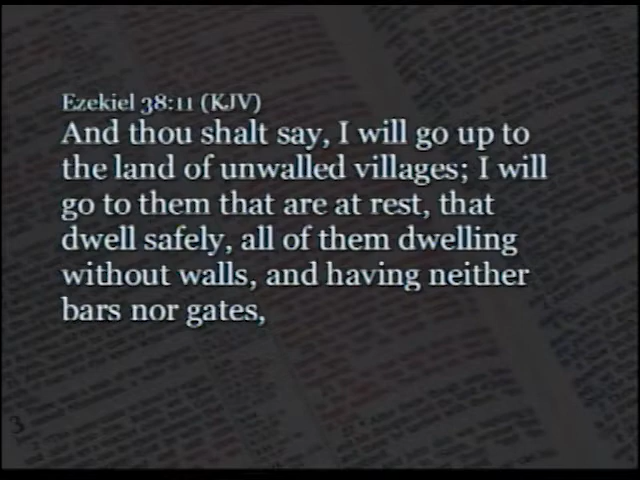 Ezekiel 38:11 (KJV)
And thou shalt say, I will go up to
the land of unwalled villages; I will
go to them that are at rest, that
dwell safely, all of them dwelling
without walls, and having neither
bars nor gates,
3